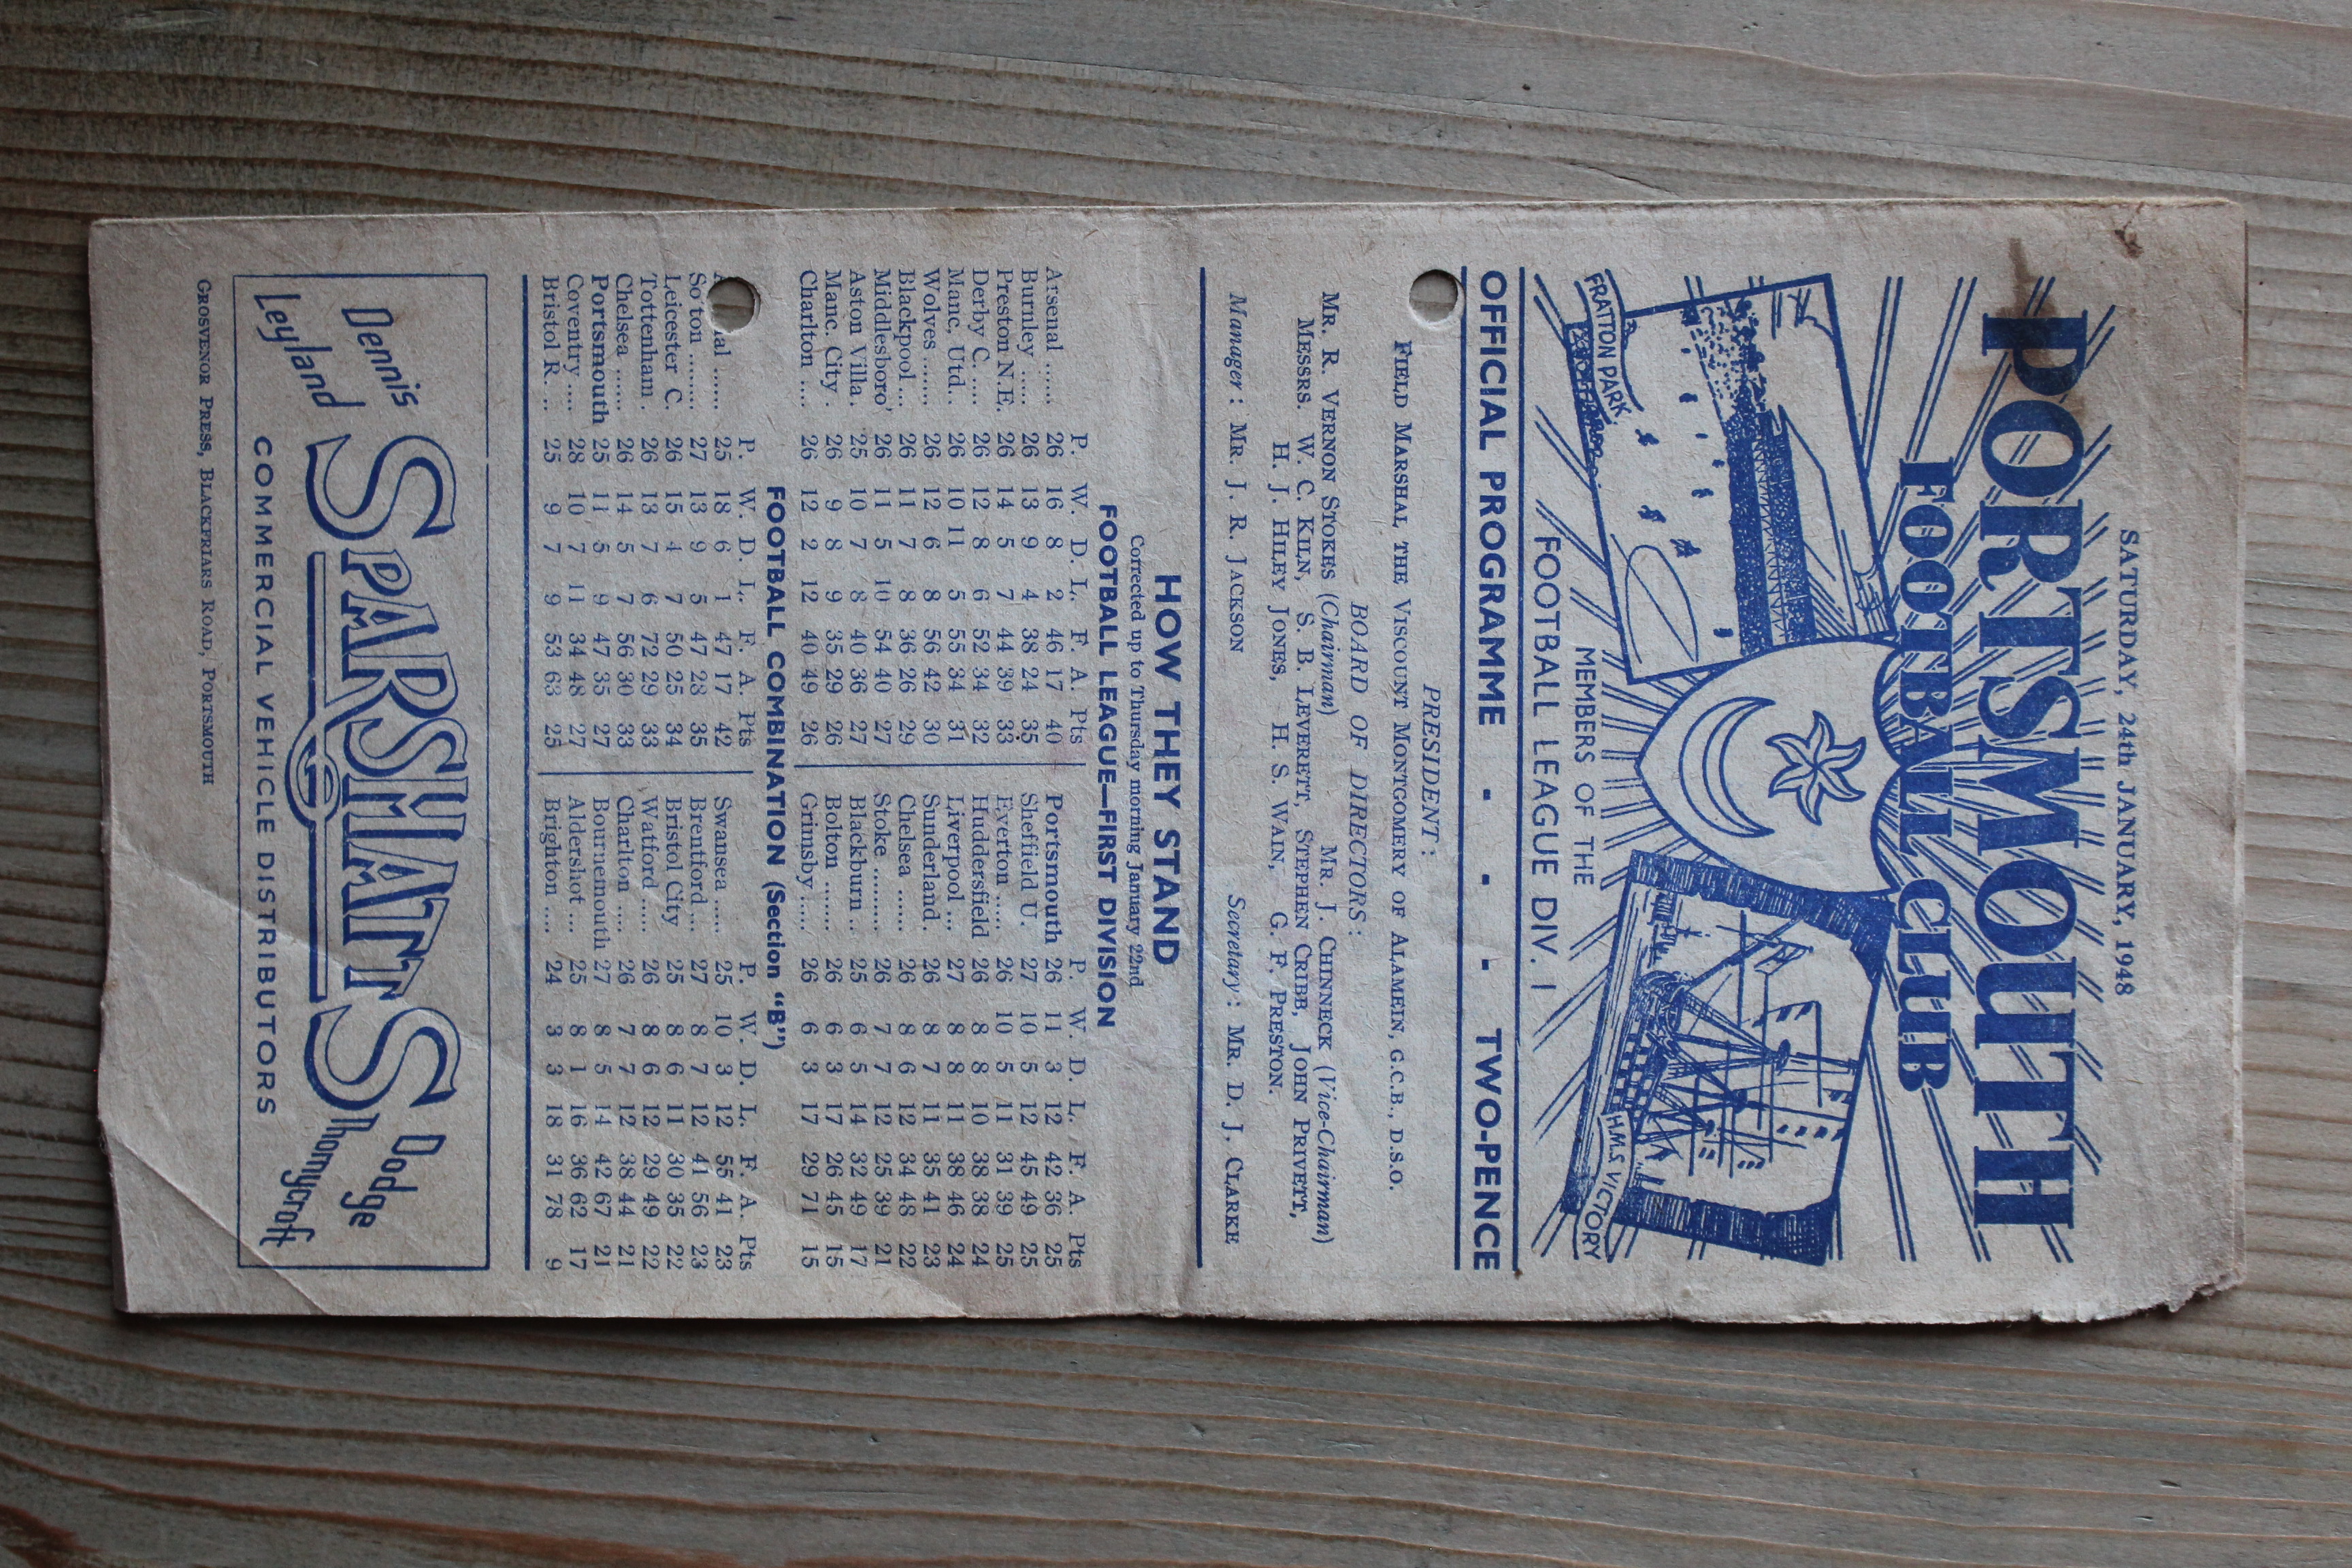 SATURDAY, 24th JANUARY, 1948
PORTSMOUTH
FOOTBALL CLUB
FRATTON PARK
H.M.S. VICTORY
MEMBERS OF THE
FOOTBALL LEAGUE DIV. 1
OFFICIAL PROGRAMME - - - TWO-PENCE
PRESIDENT:
FIELD MARSHAL THE VISCOUNT MONTGOMERY OF ALAMEIN, G.C.B., D.S.O.
BOARD OF DIRECTORS:
MR. R. VERNON STOKES (Chairman) MR. J. CHINNECK (Vice-Chairman)
MESSRS. W. C. KILN, S. B. LEVERETT, STEPHEN CRIBB, JOHN PRIVETT,
H. J. HILEY JONES, H. S. WAIN, G. F. PRESTON.
Manager: MR. J. R. JACKSON Secretary: MR. D. J. CLARKE
HOW THEY STAND
Corrected up to Thursday morning January 22nd
FOOTBALL LEAGUE—FIRST DIVISION
P. W. D. L. F. A. Pts P. W. D. L. F. A. Pts
Arsenal ...... 26 16 8 2 46 17 40 Portsmouth 26 11 3 12 42 36 25
Burnley ..... 26 13 9 4 38 24 35 Sheffield U. 27 10 5 12 45 49 25
Preston N.E. 26 14 5 7 44 39 33 Everton ..... 26 10 5 11 31 39 25
Derby C. ..... 26 12 8 6 52 34 32 Huddersfield 26 8 8 10 38 38 24
Manc, Utd.. 26 10 11 5 55 34 31 Liverpool ... 27 8 8 11 38 46 24
Wolves ........ 26 12 6 8 56 42 30 Sunderland. 26 8 7 11 35 41 23
Blackpool ... 26 11 7 8 36 26 29 Chelsea ...... 26 8 6 12 34 48 22
Middlesboro' 26 11 5 10 54 40 27 Stoke ......... 26 7 7 12 25 39 21
Aston Villa. 25 10 7 8 40 36 27 Blackburn .. 25 6 5 14 32 49 17
Manc. City . 26 9 8 9 35 29 26 Bolton ....... 26 6 3 17 26 45 15
Charlton .... 26 12 2 12 40 49 26 Grimsby ..... 26 6 3 17 29 71 15
FOOTBALL COMBINATION (Section "B")
P. W. D. L. F. A. Pts P. W. D. L. F. A. Pts
...... 25 18 6 1 47 17 42 Swansea ..... 25 10 3 12 55 41 23
So'ton ........ 27 13 9 5 47 23 35 Brentford ... 27 8 7 12 41 56 23
Leicester C. 26 15 4 7 50 25 34 Bristol City 25 8 6 11 30 35 22
Tottenham . 26 13 7 6 72 29 33 Watford ..... 26 8 6 12 29 49 22
Chelsea ...... 26 14 5 7 56 30 33 Charlton .... 26 7 7 12 38 44 21
Portsmouth 25 11 5 9 47 35 27 Bournemouth 27 8 5 14 42 67 21
Coventry .... 28 10 7 11 34 48 27 Aldershot ... 25 8 1 16 36 62 17
Bristol R. .. 25 9 7 9 53 63 25 Brighton .... 24 3 3 18 31 78 9
Dennis
Leyland
SPARSHATTS
Dodge
Thornycroft
COMMERCIAL VEHICLE DISTRIBUTORS
GROSVENOR PRESS, BLACKFRIARS ROAD, PORTSMOUTH